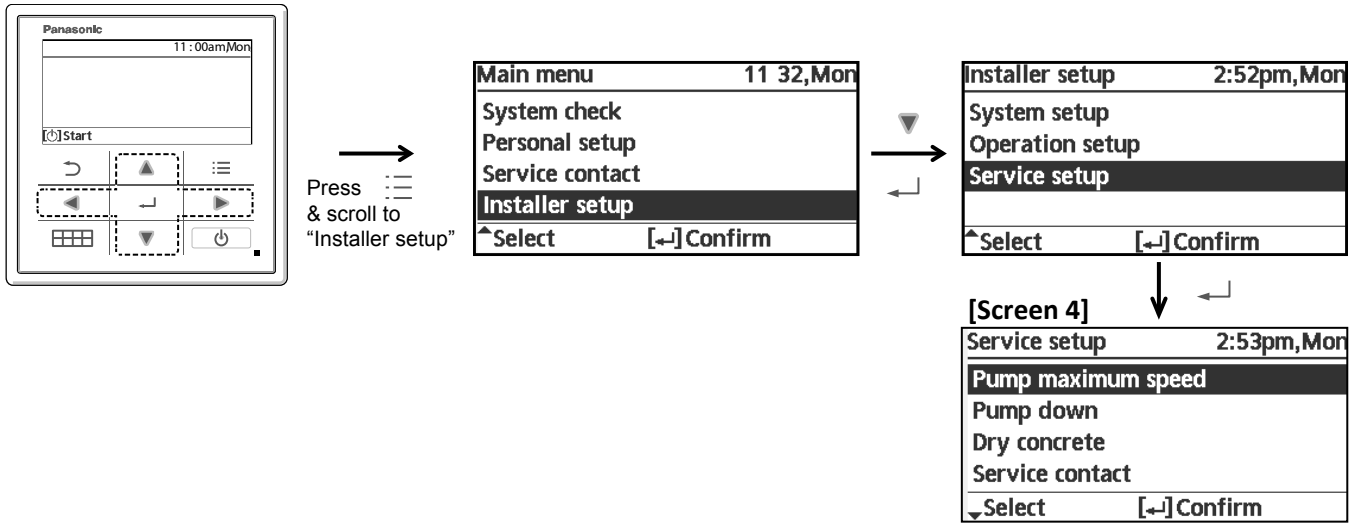 Panasonic
11 : 00am,Mon
[⏻]Start
Press
& scroll to
“Installer setup”
Main menu 11 32,Mon
System check
Personal setup
Service contact
Installer setup
Select [↵]Confirm
Installer setup 2:52pm,Mon
System setup
Operation setup
Service setup
Select [↵]Confirm
[Screen 4]
Service setup 2:53pm,Mon
Pump maximum speed
Pump down
Dry concrete
Service contact
Select [↵]Confirm